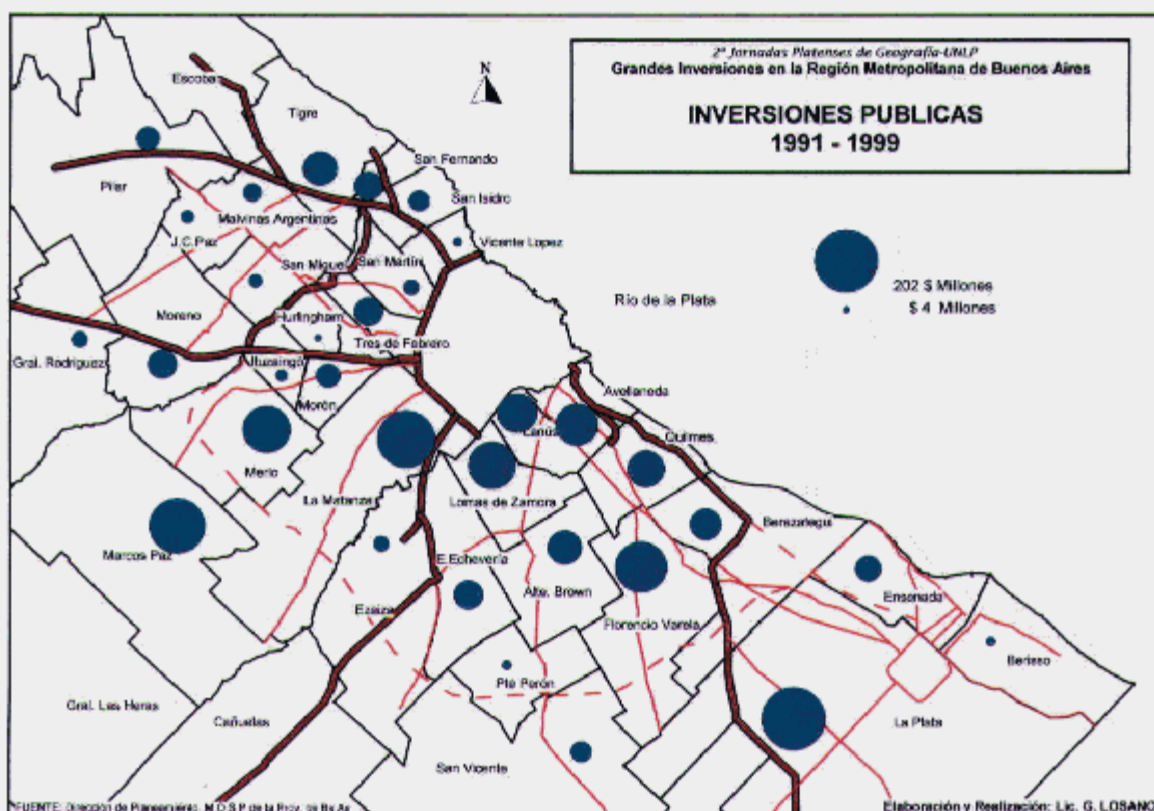 2ª Jornadas Platenses de Geografía-UNLP
Grandes Inversiones en la Región Metropolitana de Buenos Aires
INVERSIONES PUBLICAS
1991 - 1999
N
Escobar
Tigre
San Fernando
Pilar
San Isidro
Malvinas Argentinas
J.C.Paz
Vicente Lopez
San Miguel
San Martín
202 $ Millones
$ 4 Millones
Río de la Plata
Moreno
Hurlingham
Tres de Febrero
Gral. Rodriguez
Ituzaingó
Morón
Avellaneda
Lanús
Quilmes
Merlo
La Matanza
Lomas de Zamora
Berazategui
Marcos Paz
E.Echeverría
Alte. Brown
Ensenada
Ezeiza
Florencio Varela
Berisso
Pte Perón
Gral. Las Heras
Cañuelas
La Plata
San Vicente
FUENTE: Dirección de Planeamiento, M.O.S.P de la Prov. de Bs As
Elaboración y Realización: Lic. G. LOSANO